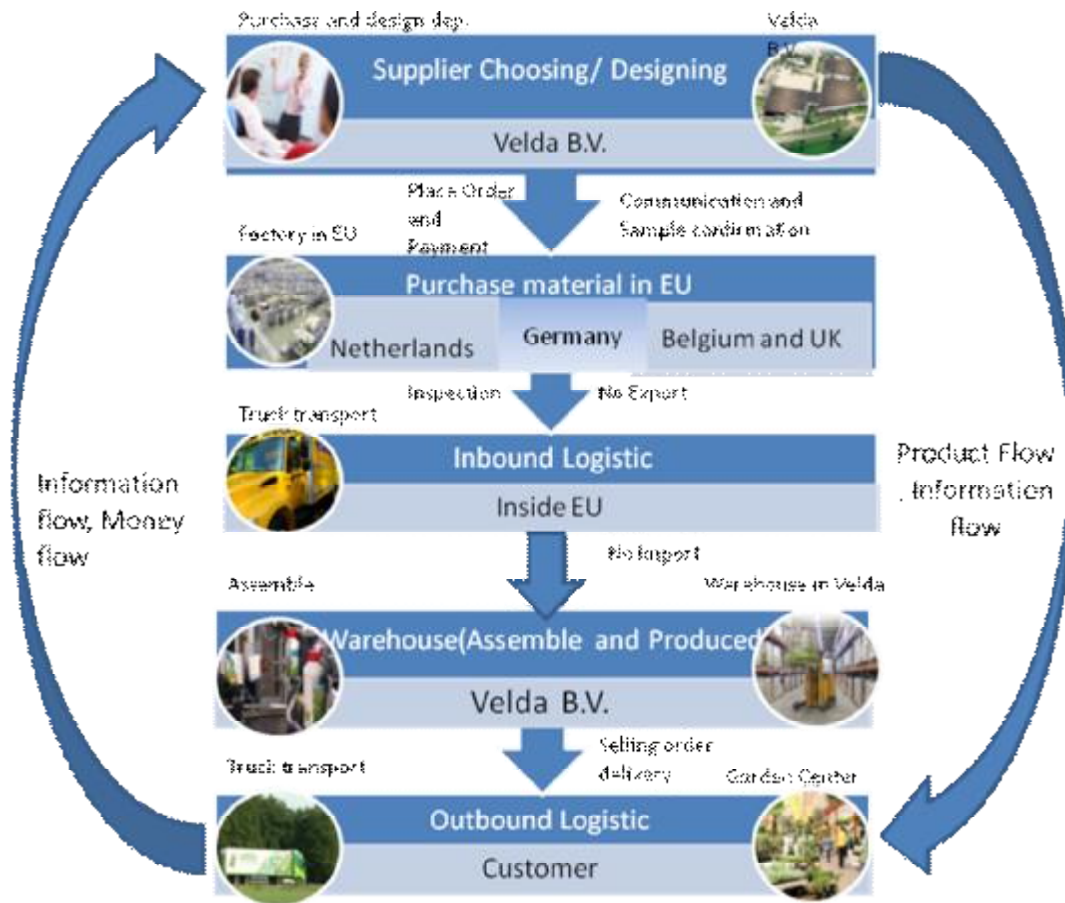 Purchase and design dep.
Velda
B.V.
Supplier Choosing/ Designing
Velda B.V.
Place Order
and
Payment
Communication and
Sample confirmation
Factory in EU
Purchase material in EU
Netherlands
Germany
Belgium and UK
Inspection
No Export
Truck transport
Inbound Logistic
Inside EU
Information
flow, Money
flow
Product Flow
, Information
flow
No Import
Assemble
Warehouse in Velda
Warehouse(Assemble and Produced
Velda B.V.
Selling order
delivery
Truck transport
Garden Center
Outbound Logistic
Customer